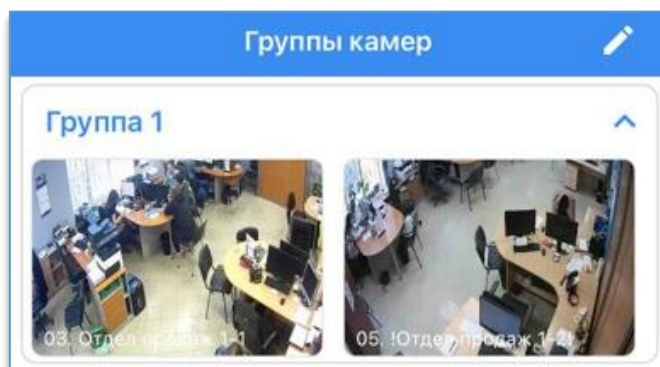 Группы камер
Группа 1
03. Отдел продаж 1-1
05. !Отдел продаж 1-2!